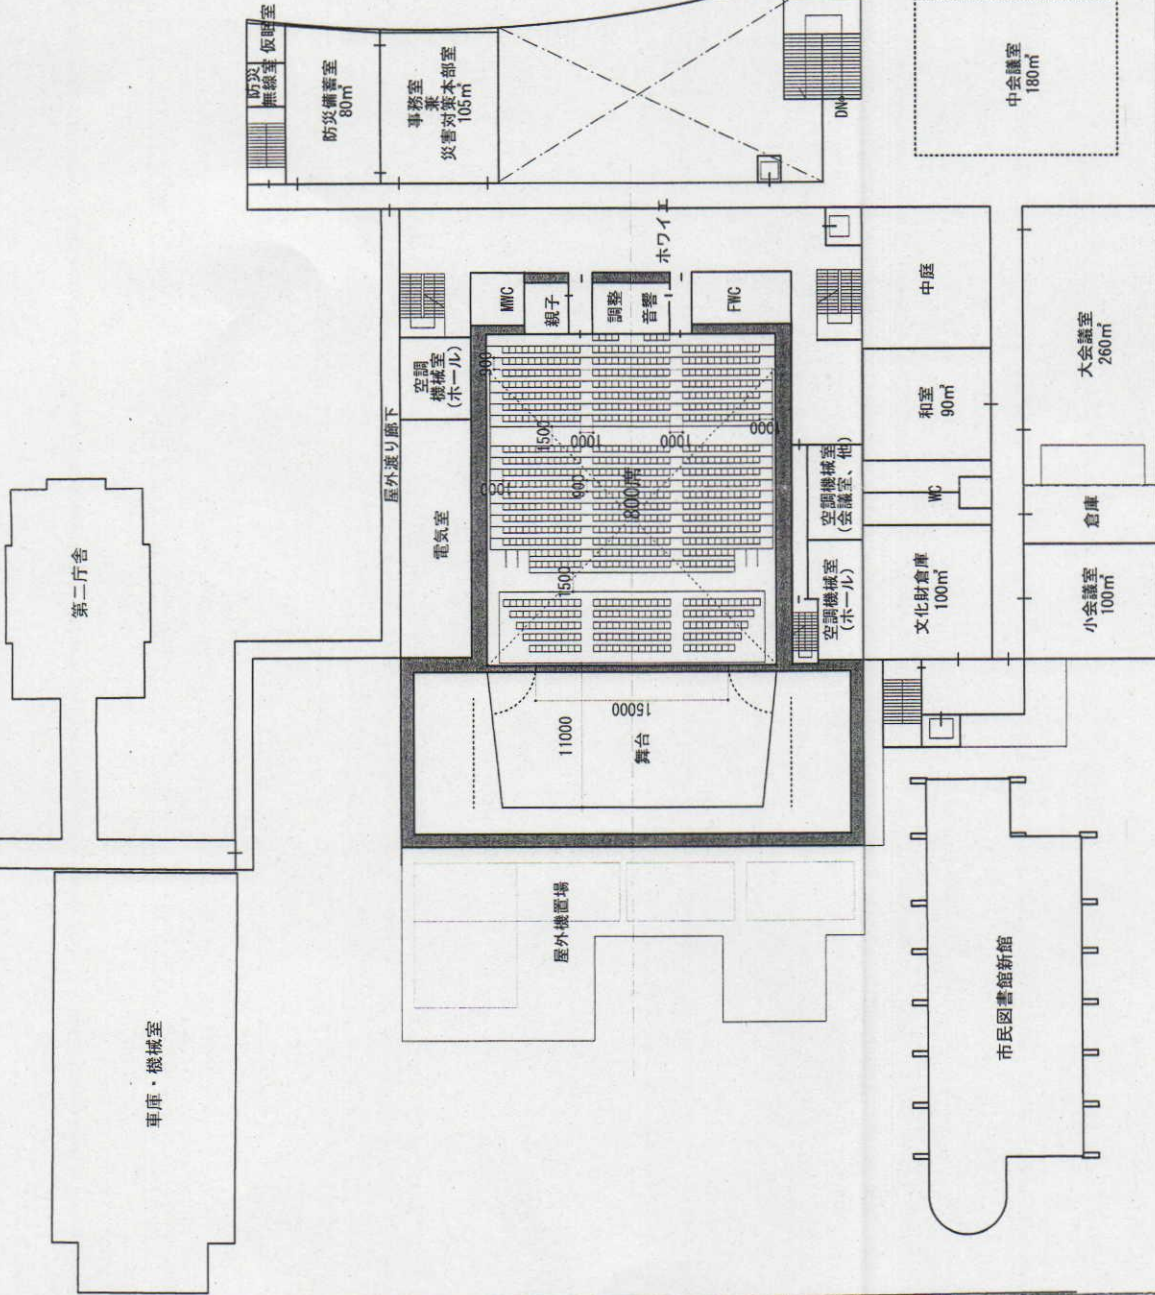 仮眠室
防災
無線室
防災備蓄室
80㎡
事務室
兼
災害対策本部室
105㎡
DN
中会議室
180㎡
ホワイエ
MWC
親子
調整
音響
FWC
中庭
大会議室
260㎡
空調
機械室
(ホール)
屋外渡り廊下
900
1500
1000
1000
1000
1000
900
800席
1500
和室
90㎡
空調機械室
(会議室、他)
WC
倉庫
電気室
空調機械室
(ホール)
文化財倉庫
100㎡
小会議室
100㎡
第二庁舎
15000
11000
舞台
屋外機置場
車庫・機械室
市民図書館新館